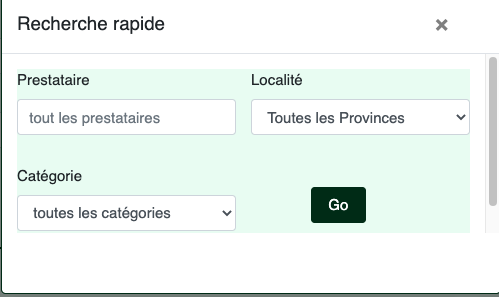 Recherche rapide ×
Prestataire
Localité
tout les prestataires
Toutes les Provinces
Catégorie
toutes les catégories
Go